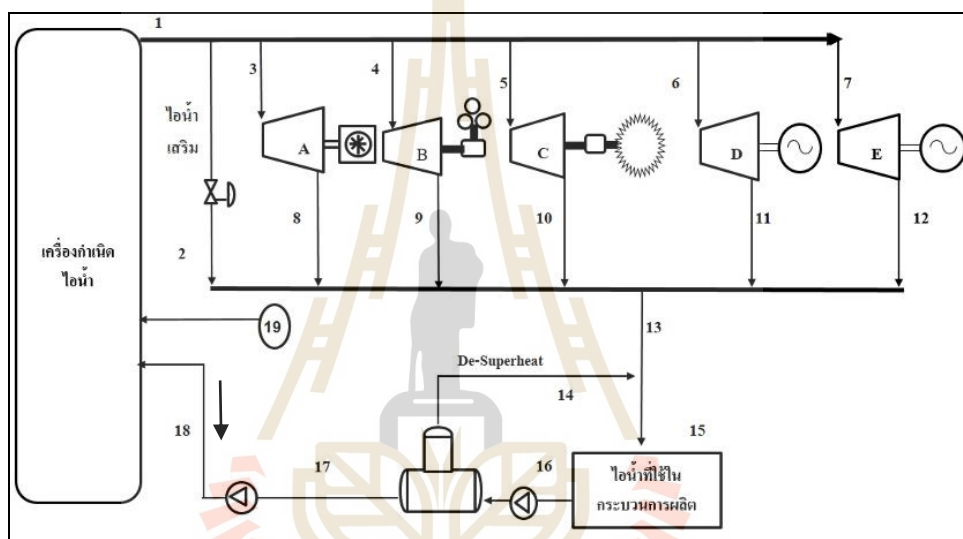 1
3
4
5
6
7
ไอน้ำ
เสริม
A
B
C
D
E
8
9
10
11
12
2
เครื่องกำเนิด
ไอน้ำ
19
13
De-Superheat
14
18
17
16
15
ไอน้ำที่ใช้ใน
กระบวนการผลิต